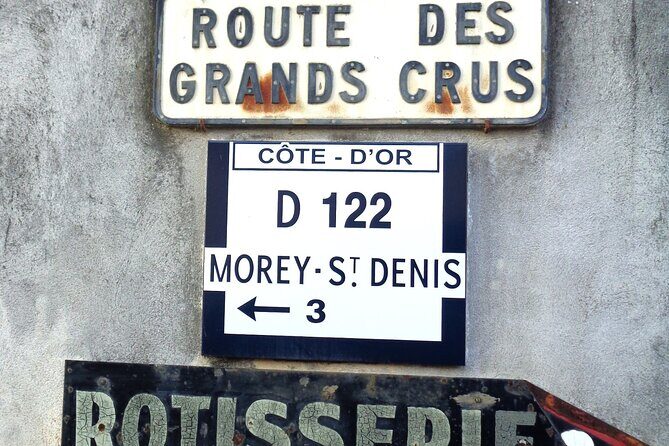 ROUTE DES
GRANDS CRUS
CÔTE - D'OR
D 122
MOREY - ST. DENIS
← 3
ROTISSERIE